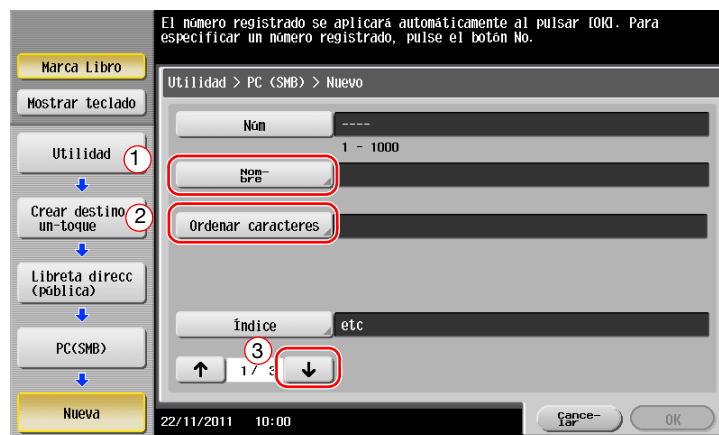 El número registrado se aplicará automáticamente al pulsar [OK]. Para
especificar un número registrado, pulse el botón No.
Marca Libro
Mostrar teclado
Utilidad > PC (SMB) > Nuevo
Núm
----
1 - 1000
Utilidad
1
Nom-
bre
Crear destino
un-toque
2
Ordenar caracteres
Libreta direcc
(pública)
Índice
etc
PC(SMB)
3
↑
1/ 3
↓
Nueva
22/11/2011 10:00
Cance-
lar
OK